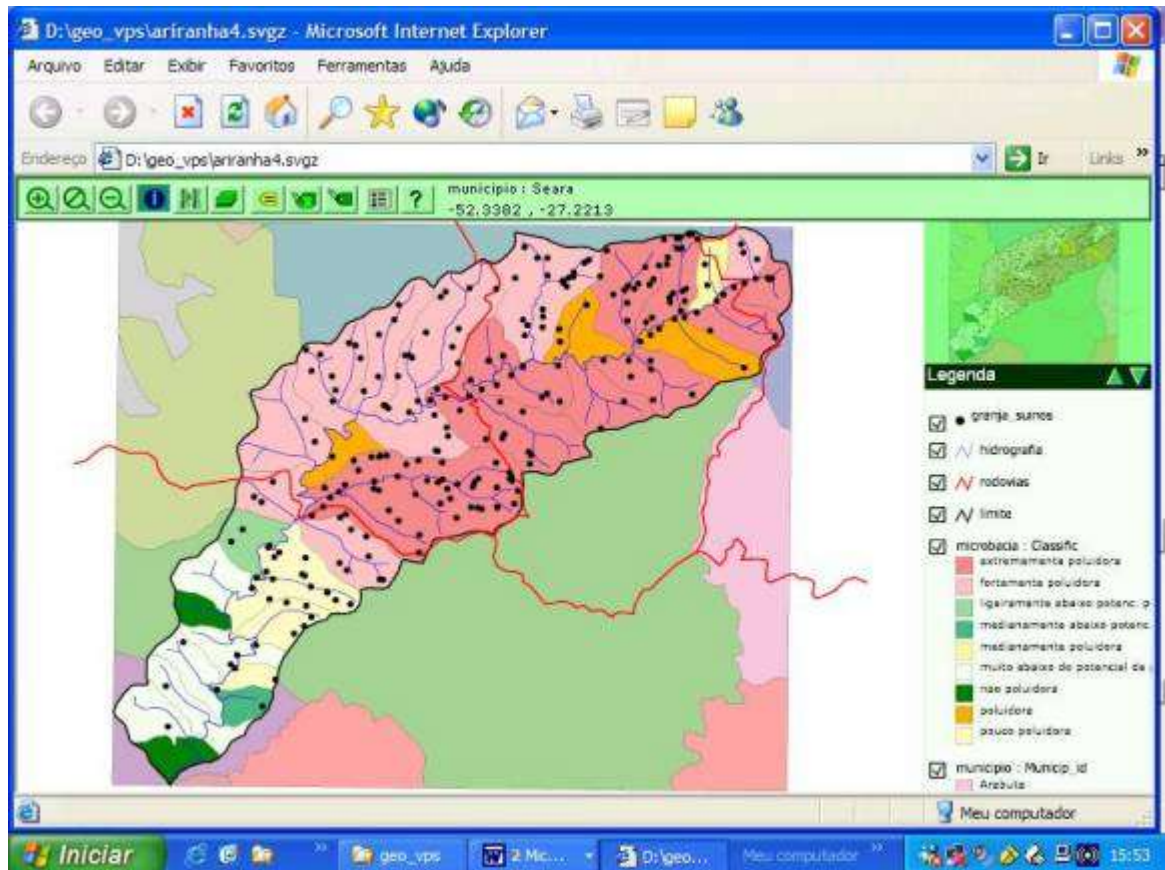 D:\geo_vps\ariranha4.svgz - Microsoft Internet Explorer
Arquivo Editar Exibir Favoritos Ferramentas Ajuda
Endereço D:\geo_vps\ariranha4.svgz Ir Links »
municipio : Seara
-52.3382 , -27.2213
?
Legenda
granja_suinos
hidrografia
rodovias
limite
microbacia : Classific
extremamente poluidora
fortemente poluidora
ligeiramente abaixo potenc. p
medianamente abaixo potenc.
medianamente poluidora
muito abaixo do potencial de
nao poluidora
poluidora
pouco poluidora
municipio : Municip_id
Arabuta
Meu computador
Iniciar » geo_vps 2 Mic... D:\geo... Meu computador » 15:53